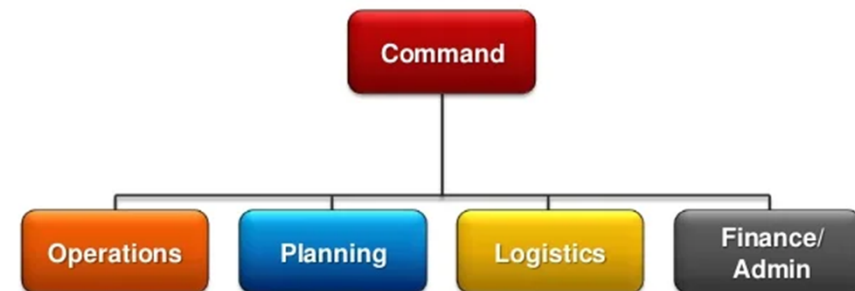 Command
Operations
Planning
Logistics
Finance/
Admin